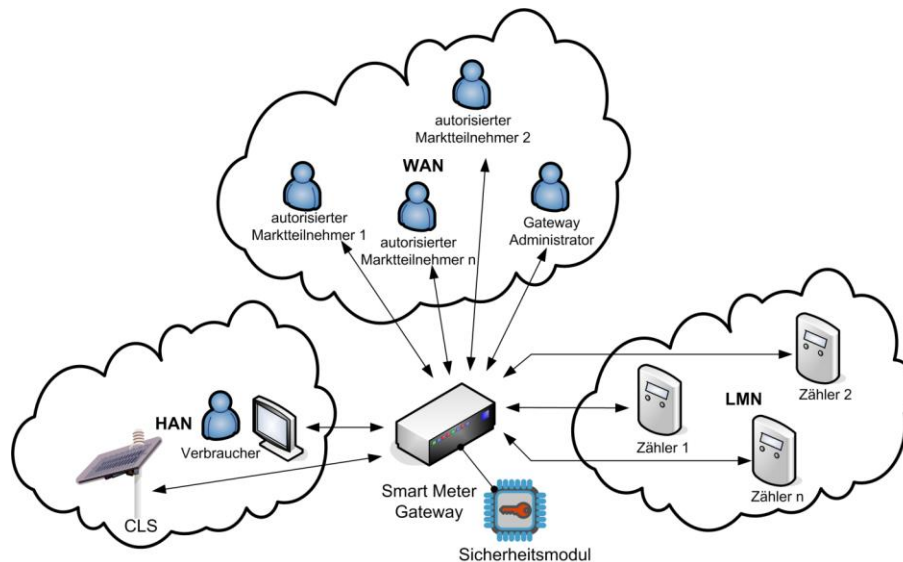 autorisierter
Marktteilnehmer 2
WAN
autorisierter
Marktteilnehmer 1
autorisierter
Marktteilnehmer n
Gateway
Administrator
HAN
Verbraucher
CLS
Smart Meter
Gateway
Sicherheitsmodul
LMN
Zähler 2
Zähler 1
Zähler n